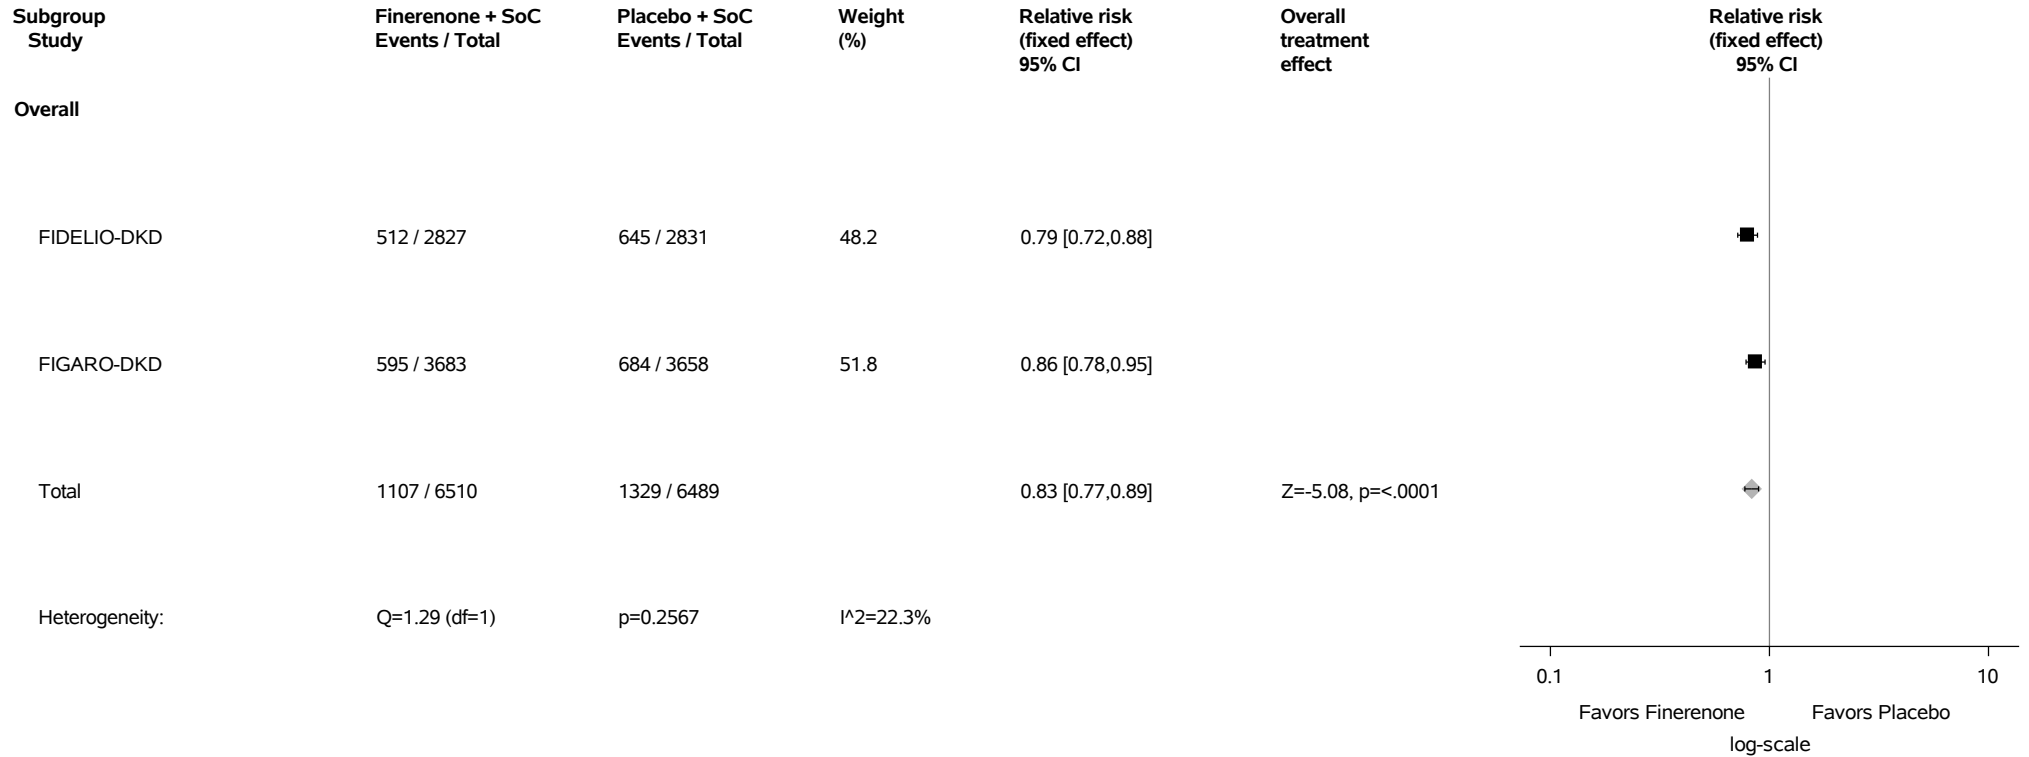 Subgroup Finerenone + SoC Placebo + SoC Weight Relative risk Overall Relative risk
Study Events / Total Events / Total (%) (fixed effect) treatment (fixed effect)
95% CI effect 95% CI
Overall
FIDELIO-DKD 512 / 2827 645 / 2831 48.2 0.79 [0.72,0.88]
FIGARO-DKD 595 / 3683 684 / 3658 51.8 0.86 [0.78,0.95]
Total 1107 / 6510 1329 / 6489 0.83 [0.77,0.89] Z=-5.08, p=<.0001
Heterogeneity: Q=1.29 (df=1) p=0.2567 I^2=22.3%
0.1 1 10
Favors Finerenone Favors Placebo
log-scale